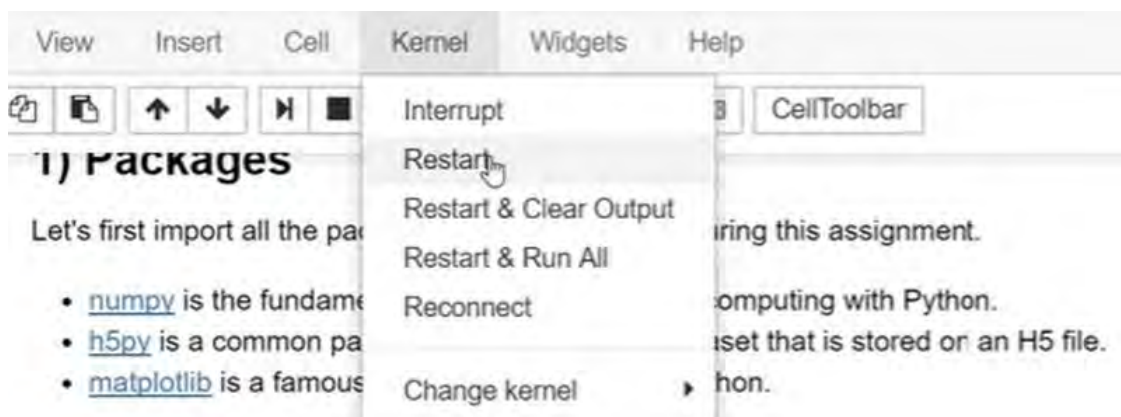 View Insert Cell Kernel Widgets Help
CellToolbar
1) Packages
Interrupt
Restart
Restart & Clear Output
Restart & Run All
Reconnect
Change kernel
Let's first import all the pa
uring this assignment.
• numpy is the fundame
omputing with Python.
• h5py is a common pa
set that is stored on an H5 file.
• matplotlib is a famous
hon.